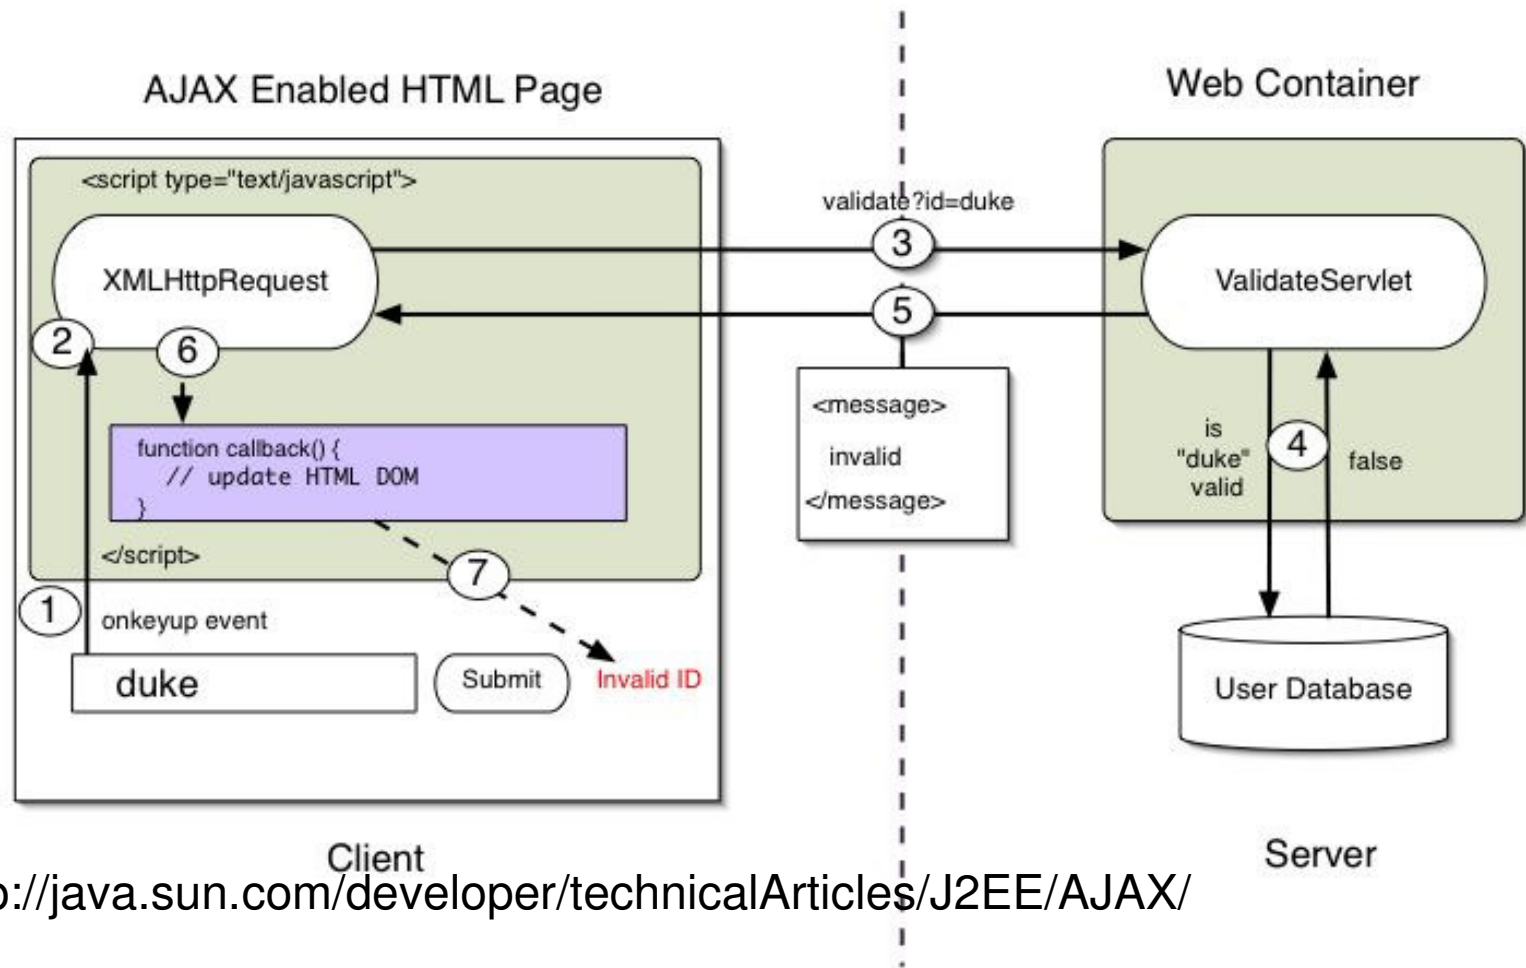 AJAX Enabled HTML Page
Web Container
<script type="text/javascript">
validate?id=duke
3
XMLHttpRequest
ValidateServlet
5
2
6
<message>
invalid
</message>
function callback() {
// update HTML DOM
}
is
"duke"
valid
4
false
</script>
7
1
onkeyup event
duke
Submit
Invalid ID
User Database
Client
Server
p://java.sun.com/developer/technicalArticles/J2EE/AJAX/